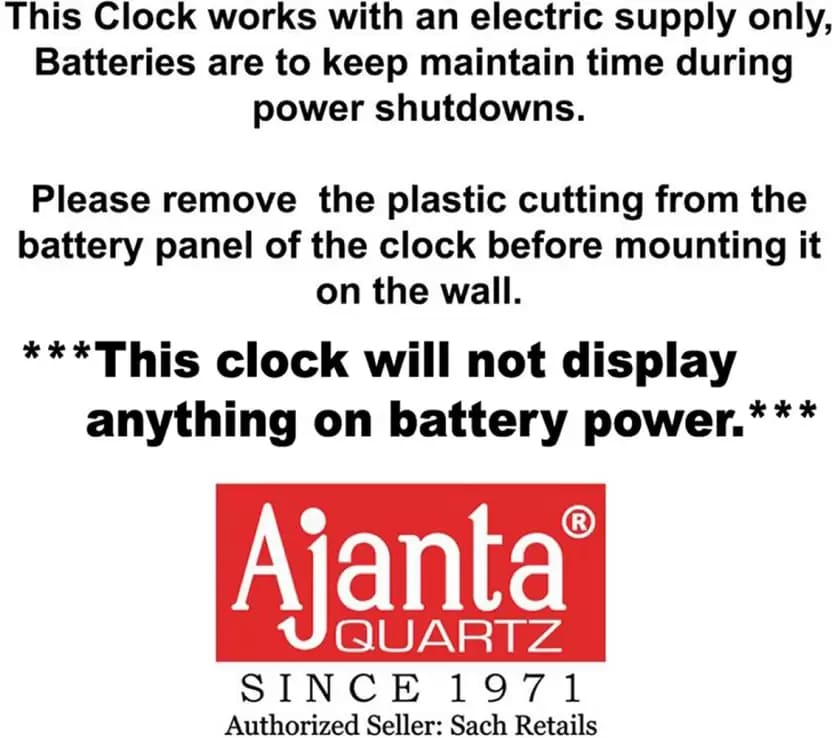 This Clock works with an electric supply only,
Batteries are to keep maintain time during
power shutdowns.
Please remove  the plastic cutting from the
battery panel of the clock before mounting it
on the wall.
***This clock will not display
anything on battery power.***
Ajanta®
QUARTZ
SINCE 1971
Authorized Seller: Sach Retails